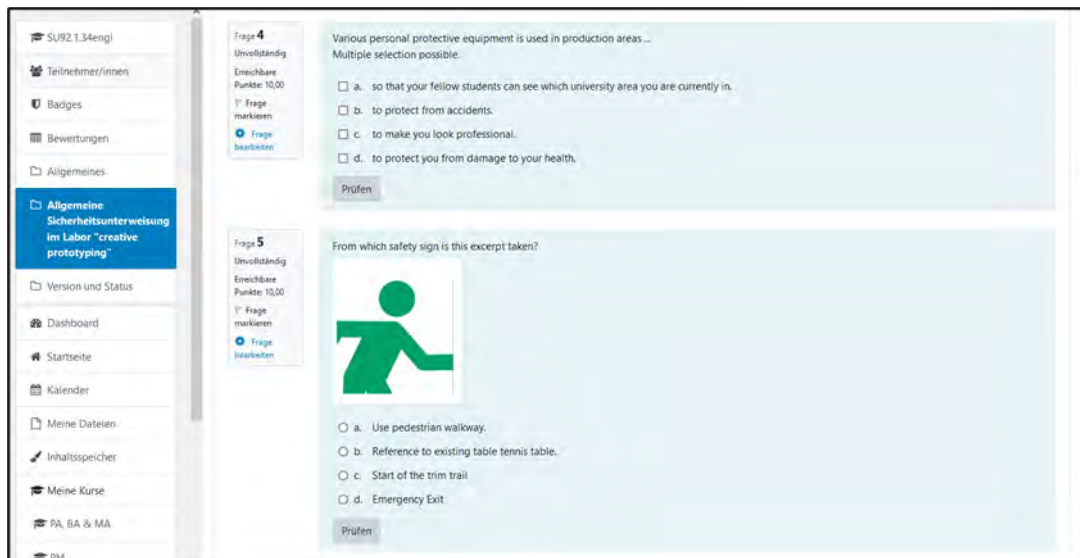 SU92.1.34engl
Teilnehmer/innen
Badges
Bewertungen
Allgemeines
Allgemeine
Sicherheitsunterweisung
im Labor "creative
prototyping"
Version und Status
Dashboard
Startseite
Kalender
Meine Dateien
Inhaltsspeicher
Meine Kurse
PA, BA & MA
PM
Frage 4
Unvollständig
Erreichbare
Punkte: 10,00
Frage
markieren
Frage
bearbeiten
Various personal protective equipment is used in production areas ...
Multiple selection possible.
a. so that your fellow students can see which university area you are currently in.
b. to protect from accidents.
c. to make you look professional.
d. to protect you from damage to your health.
Prüfen
Frage 5
Unvollständig
Erreichbare
Punkte: 10,00
Frage
markieren
Frage
bearbeiten
From which safety sign is this excerpt taken?
a. Use pedestrian walkway.
b. Reference to existing table tennis table.
c. Start of the trim trail
d. Emergency Exit
Prüfen